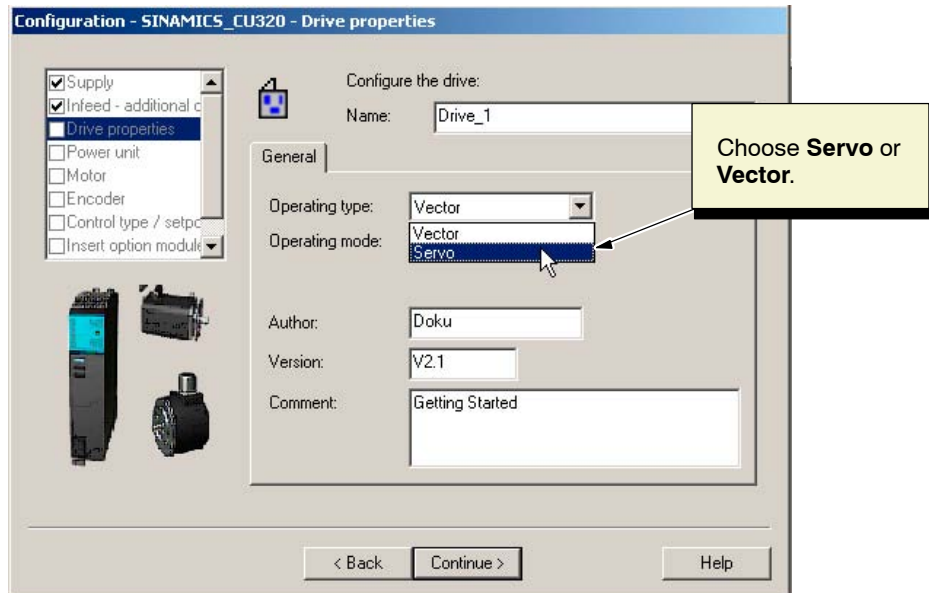 Configuration - SINAMICS_CU320 - Drive properties
Supply
Infeed - additional c
Drive properties
Power unit
Motor
Encoder
Control type / setpo
Insert option module
Configure the drive:
Name: Drive_1
General
Operating type: Vector
Vector
Operating mode: Servo
Author: Doku
Version: V2.1
Comment: Getting Started
Choose Servo or
Vector.
< Back Continue > Help